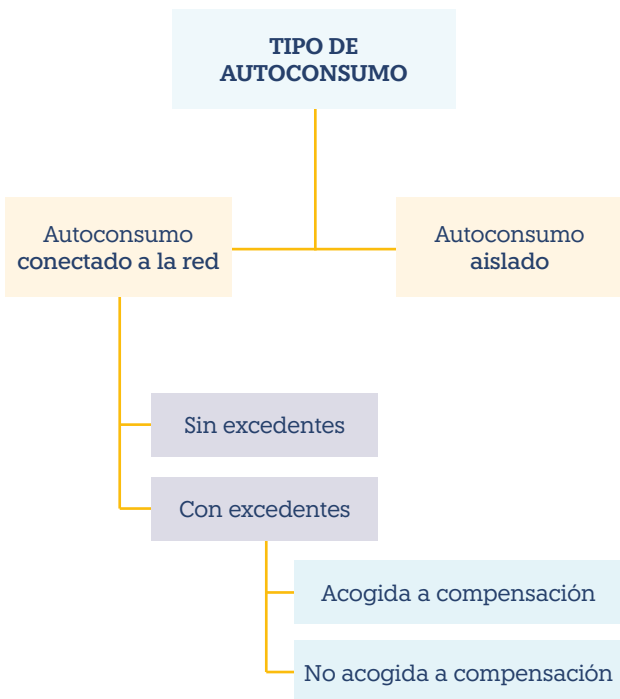 TIPO DE
AUTOCONSUMO
Autoconsumo
conectado a la red
Autoconsumo
aislado
Sin excedentes
Con excedentes
Acogida a compensación
No acogida a compensación